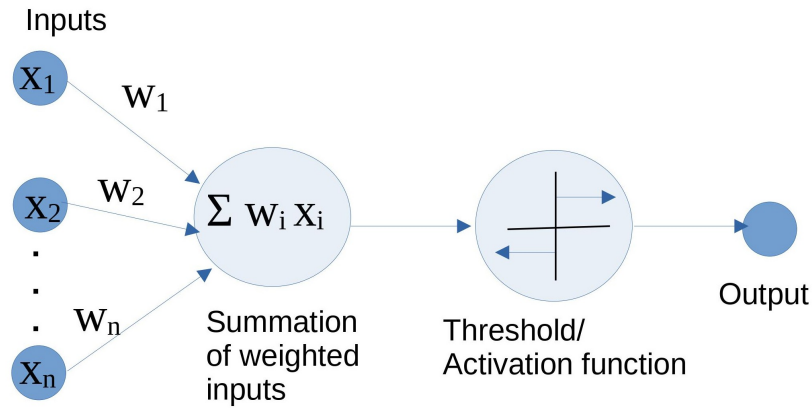 Inputs
x₁
w₁
w₂
x₂
Σ wᵢ xᵢ
.
.
.
wₙ
xₙ
Summation
of weighted
inputs
Threshold/
Activation function
Output